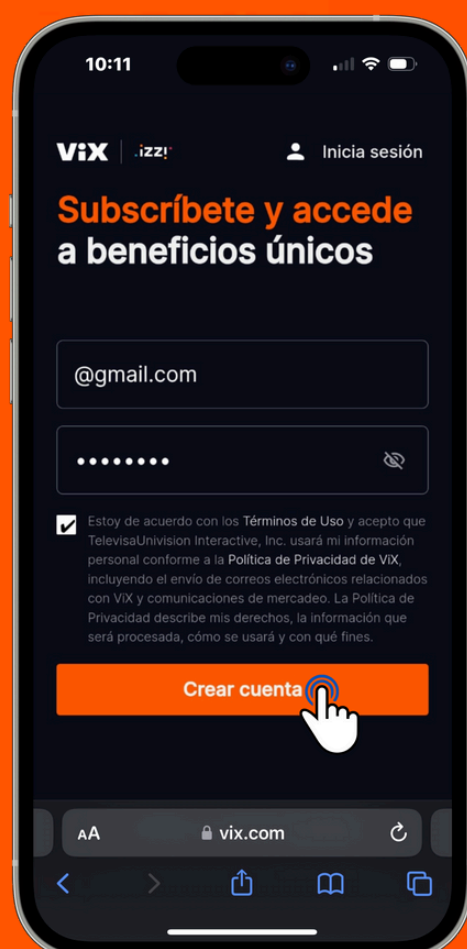 10:11
ViX | .izzi
Inicia sesión
Subscríbete y accede
a beneficios únicos
@gmail.com
••••••••
Estoy de acuerdo con los Términos de Uso y acepto que
TelevisaUnivision Interactive, Inc. usará mi información
personal conforme a la Política de Privacidad de ViX,
incluyendo el envío de correos electrónicos relacionados
con ViX y comunicaciones de mercadeo. La Política de
Privacidad describe mis derechos, la información que
será procesada, cómo se usará y con qué fines.
Crear cuenta
AA
vix.com